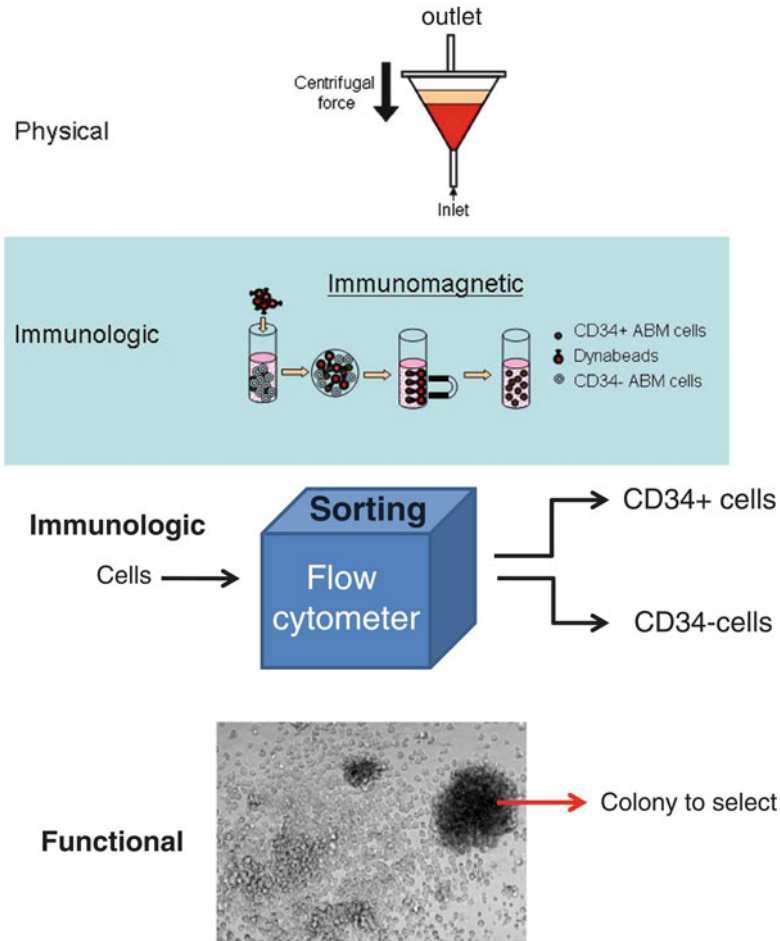 outlet
Centrifugal
force
Physical
Inlet
Immunomagnetic
Immunologic
CD34+ ABM cells
Dynabeads
CD34- ABM cells
Sorting
Immunologic
Cells
Flow
cytometer
CD34+ cells
CD34-cells
Colony to select
Functional